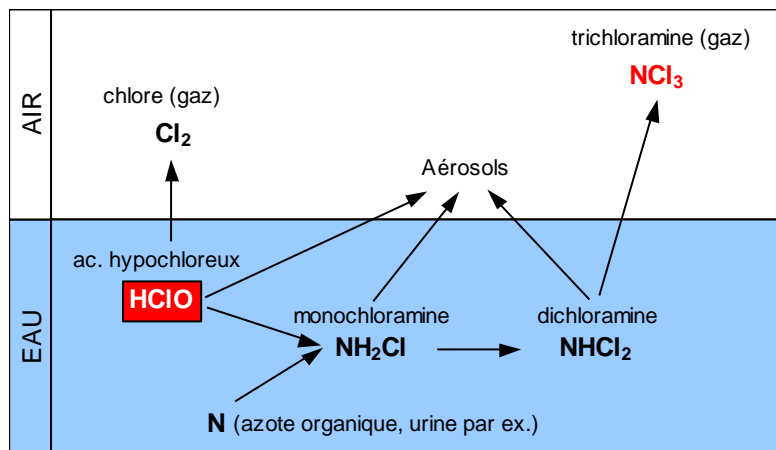 AIR
trichloramine (gaz)
NCl₃
chlore (gaz)
Cl₂
Aérosols
EAU
ac. hypochloreux
HClO
monochloramine
NH₂Cl
dichloramine
NHCl₂
N (azote organique, urine par ex.)